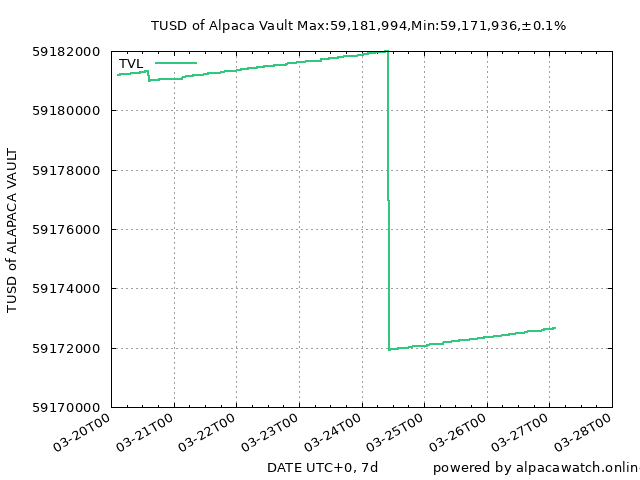 TUSD of Alpaca Vault Max:59,181,994,Min:59,171,936,±0.1%
TVL
59182000
59180000
59178000
59176000
59174000
59172000
59170000
TUSD of ALAPACA VAULT
03-20T00
03-21T00
03-22T00
03-23T00
03-24T00
03-25T00
03-26T00
03-27T00
03-28T00
DATE UTC+0, 7d
powered by alpacawatch.onlin